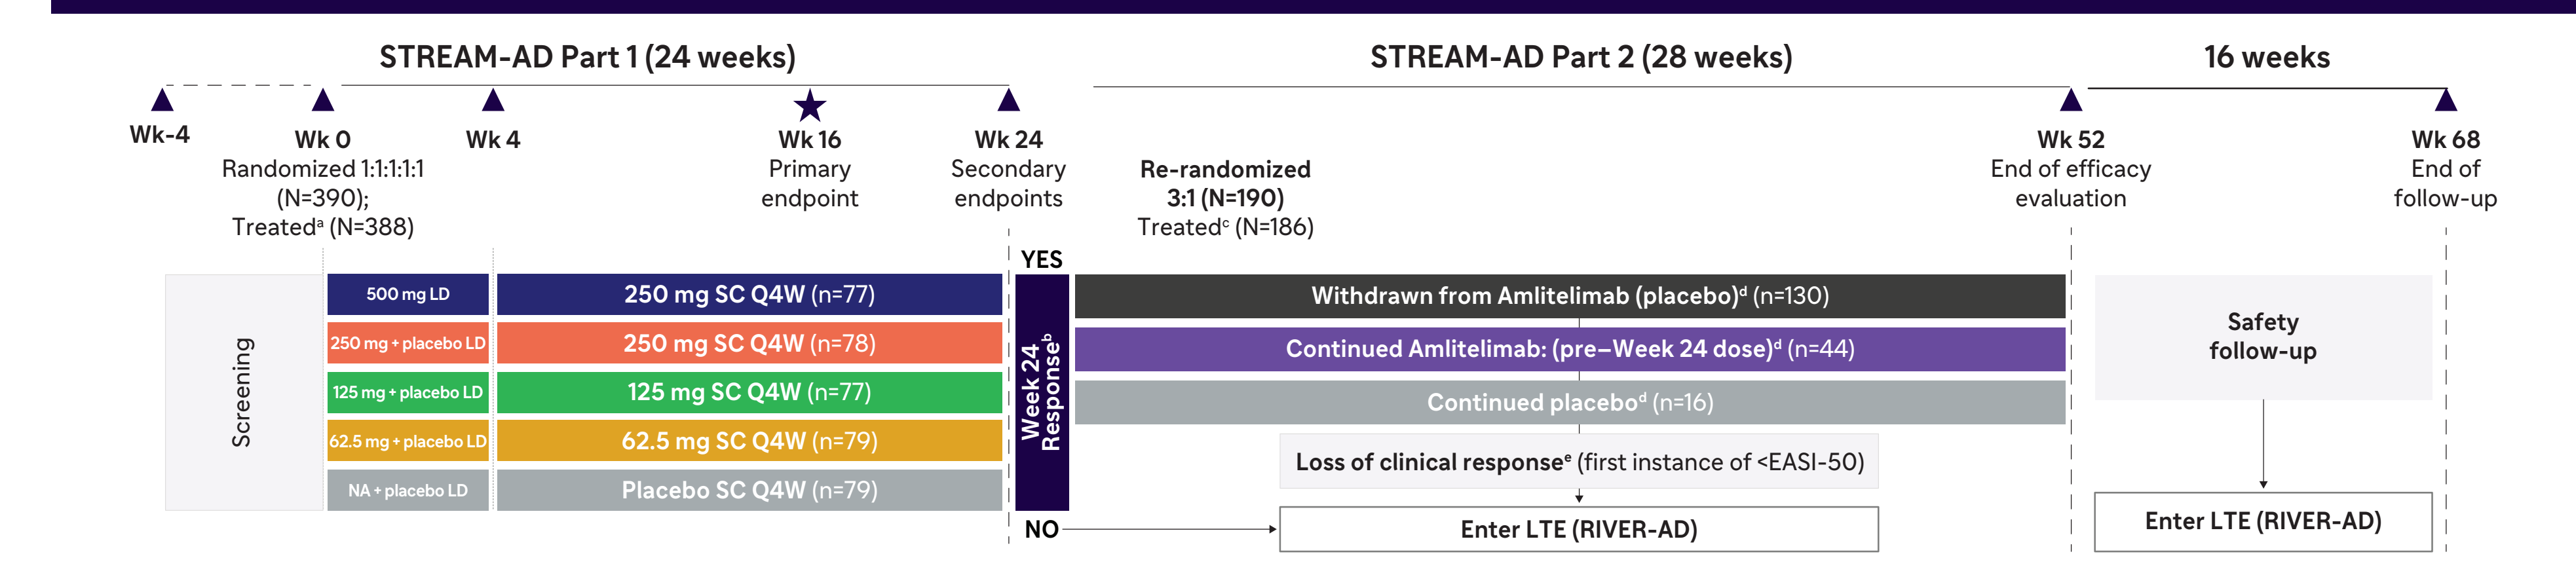 STREAM-AD Part 1 (24 weeks)
STREAM-AD Part 2 (28 weeks)
16 weeks
Wk-4
Wk 0
Randomized 1:1:1:1:1
(N=390);
Treatedᵃ (N=388)
Wk 4
Wk 16
Primary
endpoint
Wk 24
Secondary
endpoints
Re-randomized
3:1 (N=190)
Treatedᶜ (N=186)
Wk 52
End of efficacy
evaluation
Wk 68
End of
follow-up
Screening
500 mg LD
250 mg SC Q4W (n=77)
250 mg + placebo LD
250 mg SC Q4W (n=78)
125 mg + placebo LD
125 mg SC Q4W (n=77)
62.5 mg + placebo LD
62.5 mg SC Q4W (n=79)
NA + placebo LD
Placebo SC Q4W (n=79)
YES
Week 24
Responseᵇ
NO
Withdrawn from Amlitelimab (placebo)ᵈ (n=130)
Continued Amlitelimab: (pre–Week 24 dose)ᵈ (n=44)
Continued placeboᵈ (n=16)
Loss of clinical responseᵉ (first instance of <EASI-50)
Enter LTE (RIVER-AD)
Safety
follow-up
Enter LTE (RIVER-AD)